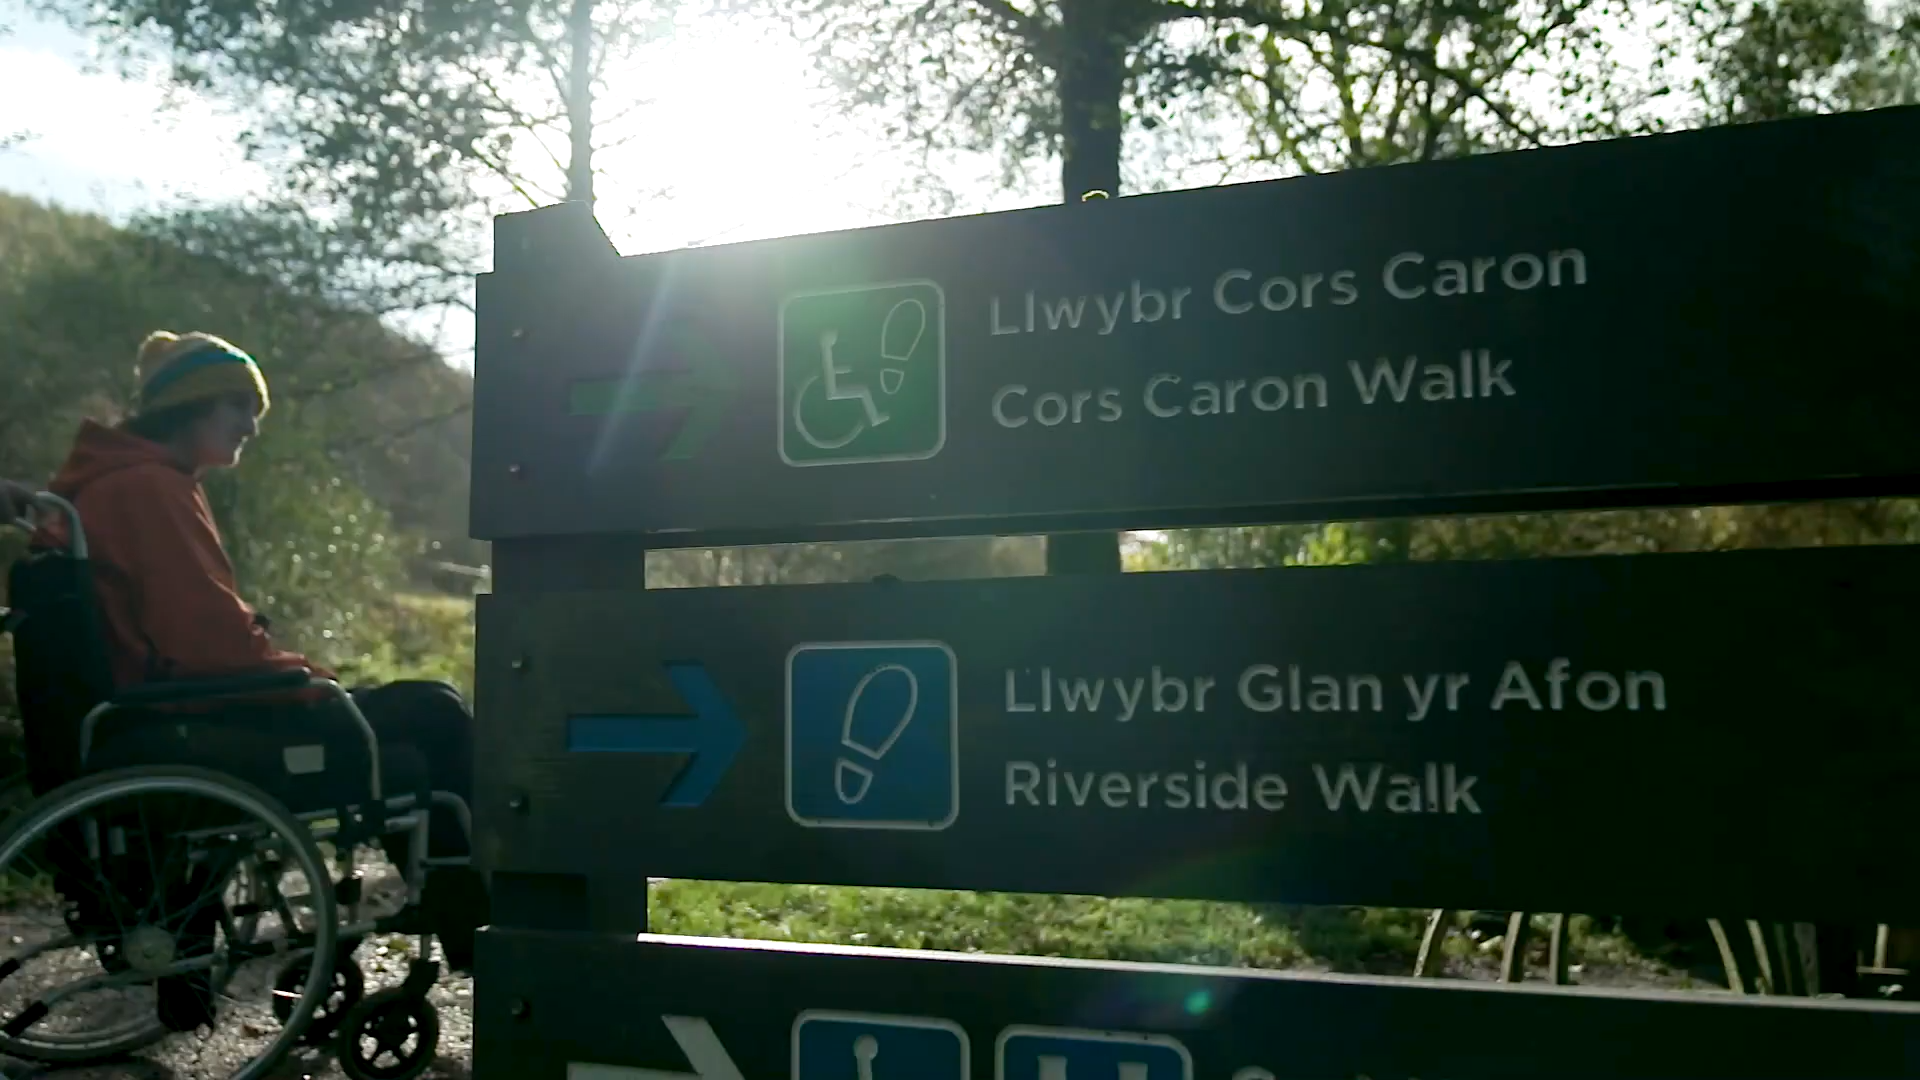 Llwybr Cors Caron
Cors Caron Walk
Llwybr Glan yr Afon
Riverside Walk